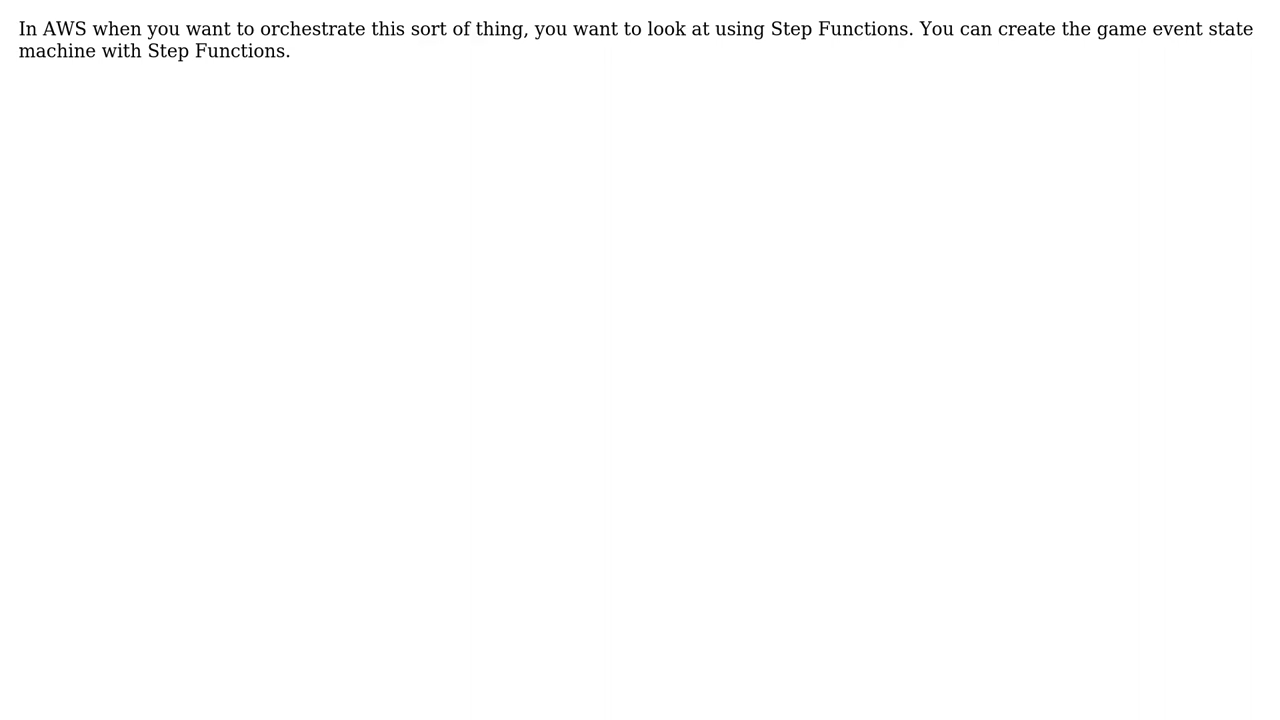 In AWS when you want to orchestrate this sort of thing, you want to look at using Step Functions. You can create the game event state
machine with Step Functions.